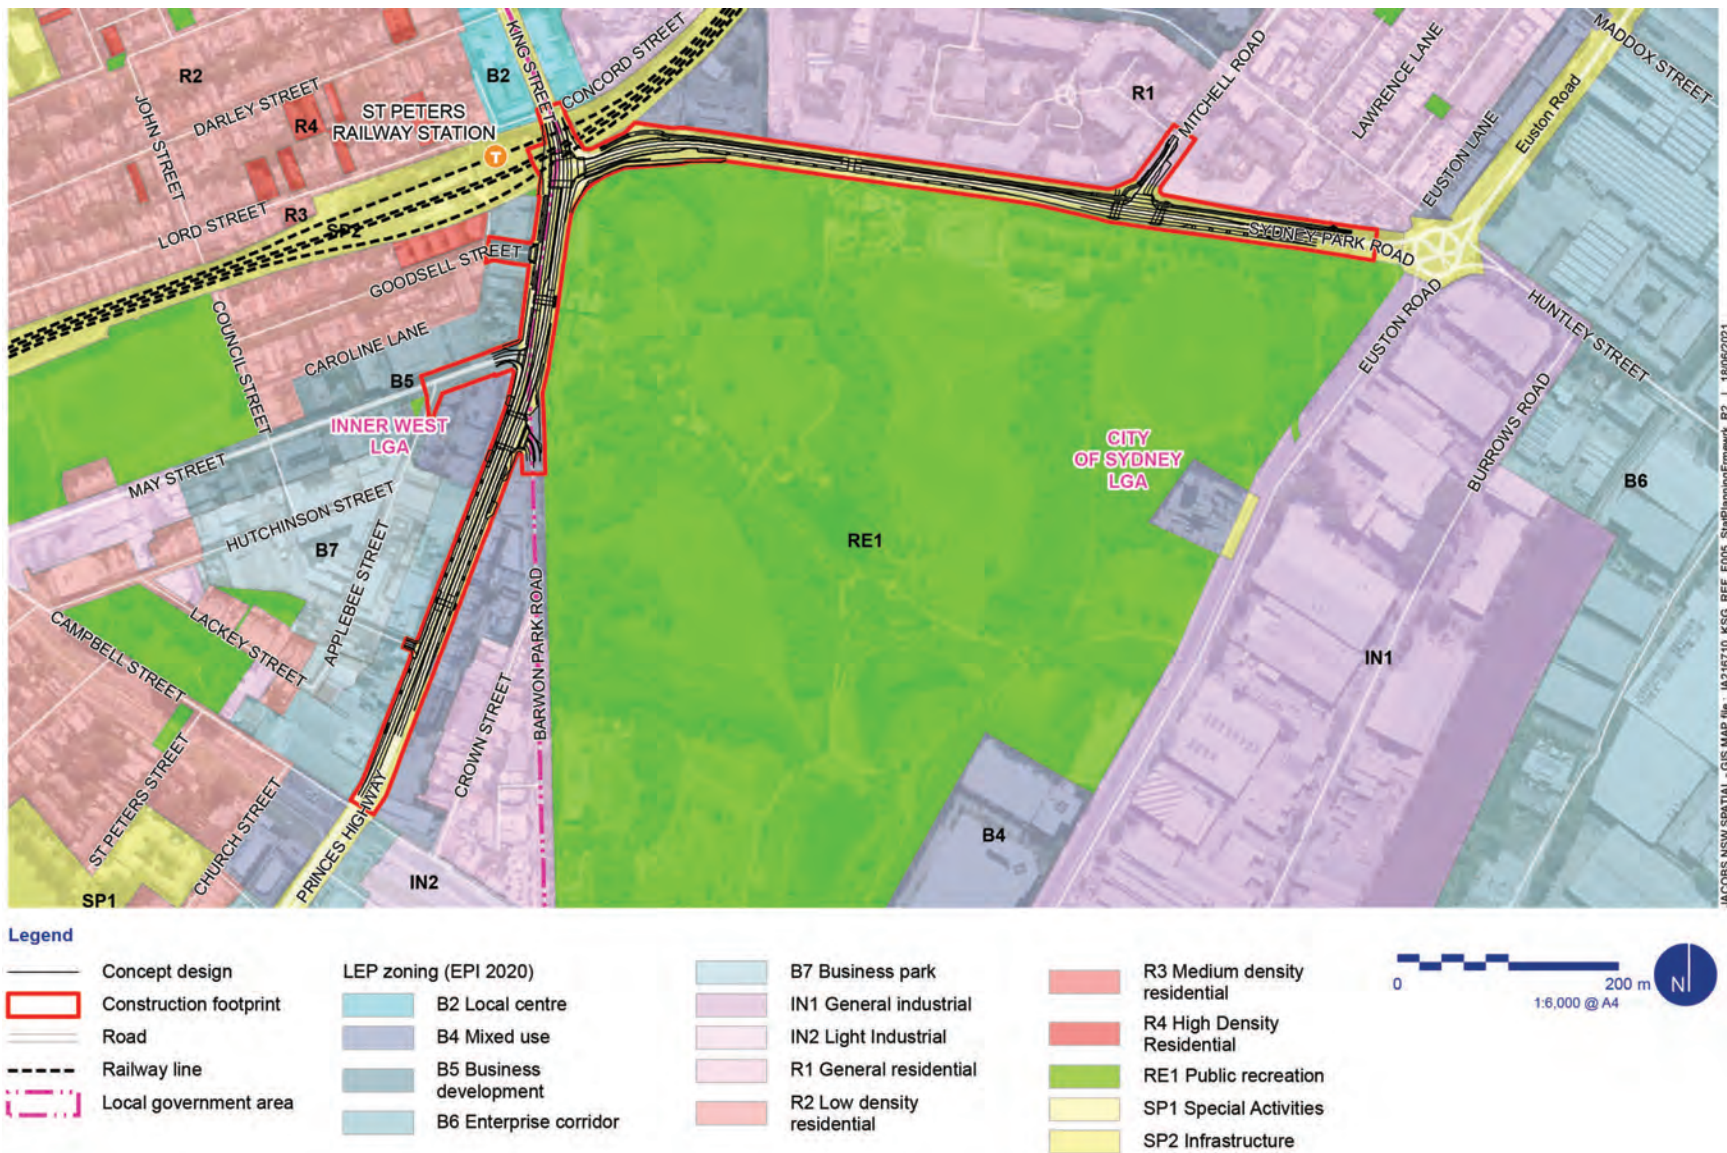 KING STREET
CONCORD STREET
MITCHELL ROAD
LAWRENCE LANE
MADDOX STREET
R2
B2
R1
DARLEY STREET
JOHN STREET
ST PETERS
RAILWAY STATION
T
R4
EUSTON LANE
Euston Road
LORD STREET
R3
SP2
SYDNEY PARK ROAD
GOODSELL STREET
EUSTON ROAD
HUNTLEY STREET
COUNCIL STREET
CAROLINE LANE
B5
INNER WEST
LGA
CITY
OF SYDNEY
LGA
BURROWS ROAD
B6
MAY STREET
HUTCHINSON STREET
B7
APPLEBEE STREET
RE1
BARWON PARK ROAD
CAMPBELL STREET
LACKEY STREET
IN1
CROWN STREET
ST PETERS STREET
CHURCH STREET
PRINCES HIGHWAY
B4
IN2
SP1
Legend
Concept design
Construction footprint
Road
Railway line
Local government area
LEP zoning (EPI 2020)
B2 Local centre
B4 Mixed use
B5 Business
development
B6 Enterprise corridor
B7 Business park
IN1 General industrial
IN2 Light Industrial
R1 General residential
R2 Low density
residential
R3 Medium density
residential
R4 High Density
Residential
RE1 Public recreation
SP1 Special Activities
SP2 Infrastructure
0
200 m
1:6,000 @ A4
N